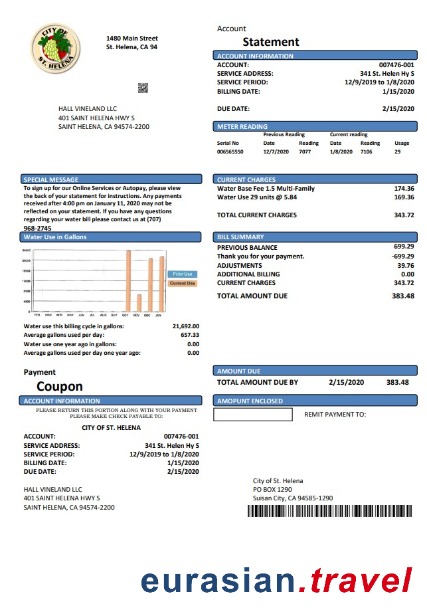 CITY OF
ST. HELENA
1480 Main Street
St. Helena, CA 94
HALL VINELAND LLC
401 SAINT HELENA HWY S
SAINT HELENA, CA 94574-2200
Account
Statement
ACCOUNT INFORMATION
ACCOUNT: 007476-001
SERVICE ADDRESS: 341 St. Helen Hy S
SERVICE PERIOD: 12/9/2019 to 1/8/2020
BILLING DATE: 1/15/2020
DUE DATE: 2/15/2020
METER READING
Previous Reading Current reading
Serial No Date Reading Date Reading Usage
006565550 12/7/2020 7077 1/8/2020 7106 29
SPECIAL MESSAGE
To sign up for our Online Services or Autopay, please view
the back of your statement for instructions. Any payments
received after 4:00 pm on January 11, 2020 may not be
reflected on your statement. If you have any questions
regarding your water bill please contact us at (707)
968-2745
CURRENT CHARGES
Water Base Fee 1.5 Multi-Family 174.36
Water Use 29 units @ 5.84 169.36
TOTAL CURRENT CHARGES 343.72
Water Use in Gallons
Prior Use
Current Use
Water use this billing cycle in gallons: 21,692.00
Average gallons used per day: 657.33
Water use one year ago in gallons: 0.00
Average gallons used per day one year ago: 0.00
BILL SUMMARY
PREVIOUS BALANCE 699.29
Thank you for your payment. -699.29
ADJUSTMENTS 39.76
ADDITIONAL BILLING 0.00
CURRENT CHARGES 343.72
TOTAL AMOUNT DUE 383.48
Payment
Coupon
ACCOUNT INFORMATION
PLEASE RETURN THIS PORTION ALONG WITH YOUR PAYMENT
PLEASE MAKE CHECK PAYABLE TO:
CITY OF ST. HELENA
ACCOUNT: 007476-001
SERVICE ADDRESS: 341 St. Helen Hy S
SERVICE PERIOD: 12/9/2019 to 1/8/2020
BILLING DATE: 1/15/2020
DUE DATE: 2/15/2020
HALL VINELAND LLC
401 SAINT HELENA HWY S
SAINT HELENA, CA 94574-2200
AMOUNT DUE
TOTAL AMOUNT DUE BY 2/15/2020 383.48
AMOPUNT ENCLOSED
REMIT PAYMENT TO:
City of St. Helena
PO BOX 1290
Suisan City, CA 94585-1290
eurasian.travel